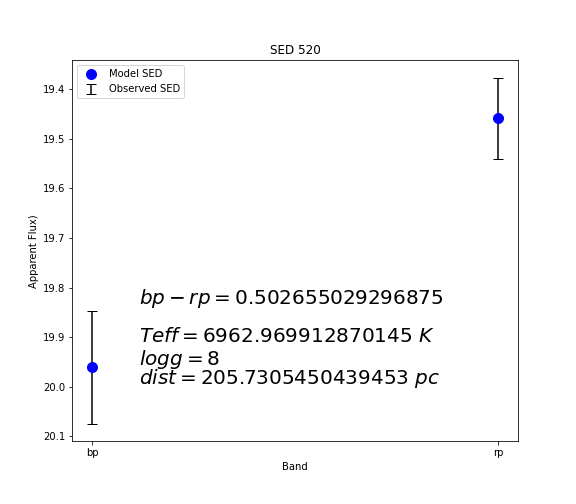 SED 520
Model SED
Observed SED
19.4
19.5
19.6
19.7
19.8
19.9
20.0
20.1
Apparent Flux)
bp − rp = 0.502655029296875
Teff = 6962.969912870145 K
logg = 8
dist = 205.7305450439453 pc
bp
rp
Band